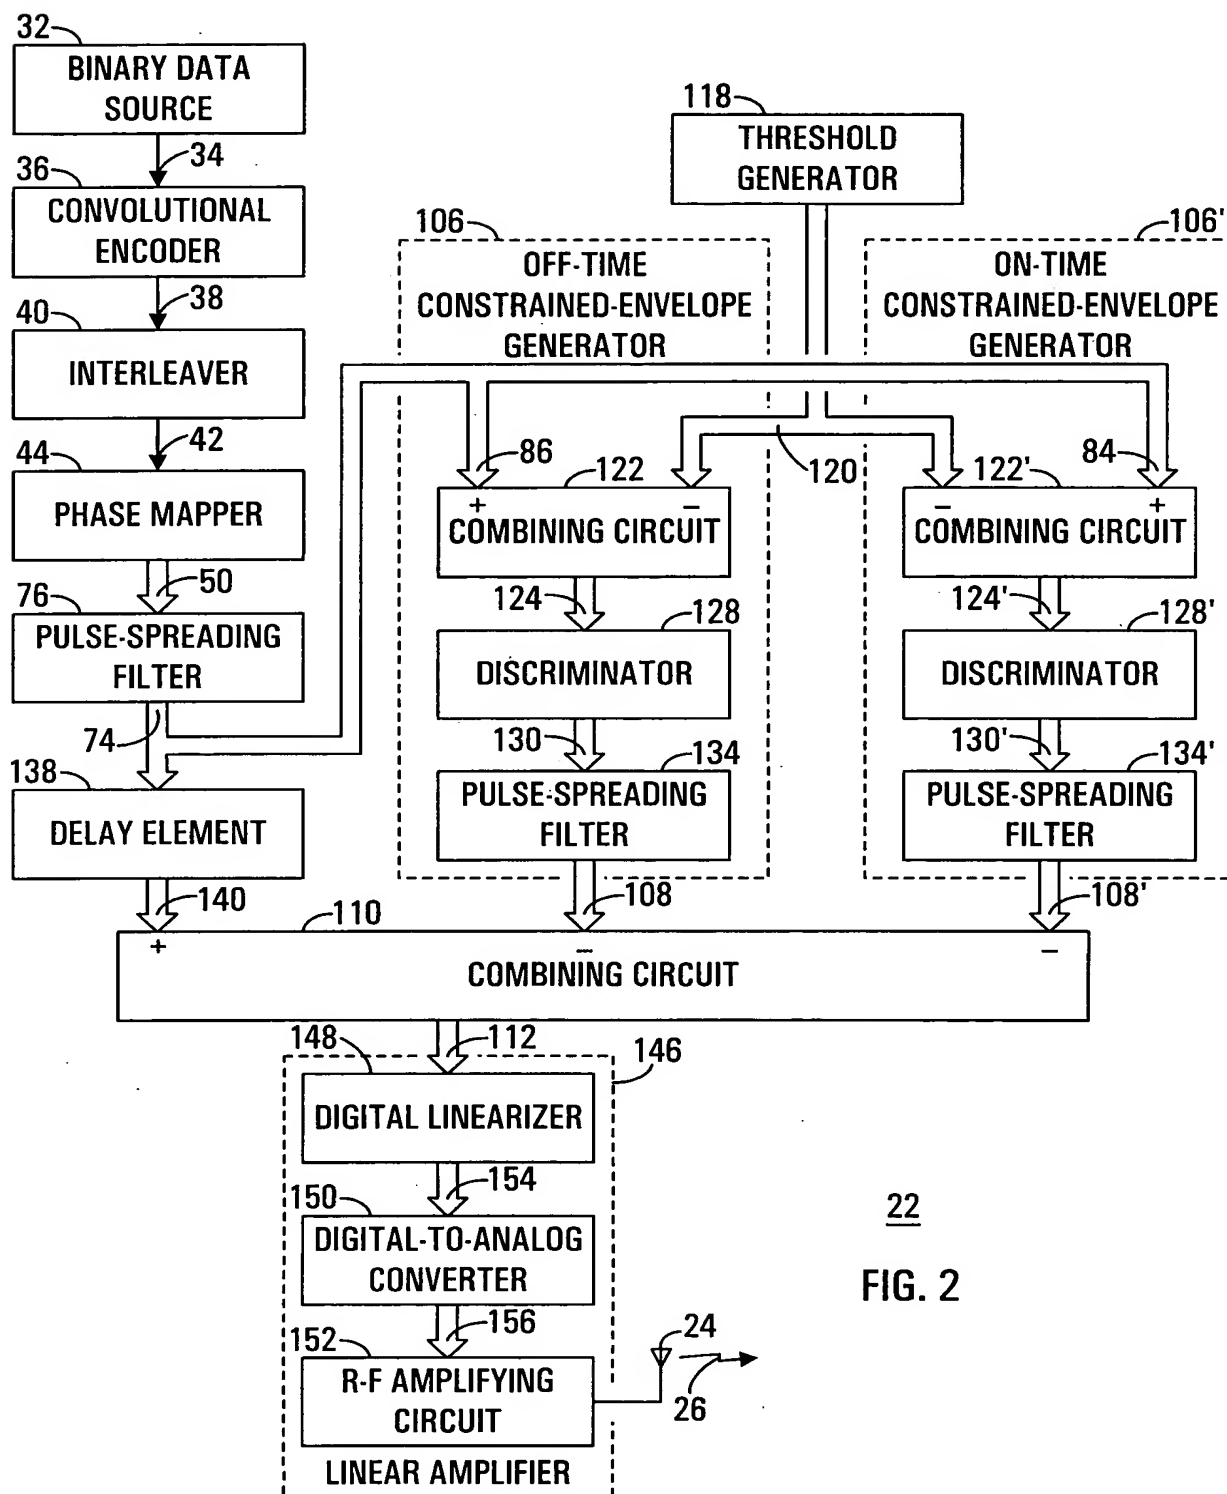 32
BINARY DATA
SOURCE
34
36
CONVOLUTIONAL
ENCODER
38
40
INTERLEAVER
42
44
PHASE MAPPER
50
76
PULSE-SPREADING
FILTER
74
138
DELAY ELEMENT
140
118
THRESHOLD
GENERATOR
106
OFF-TIME
CONSTRAINED-ENVELOPE
GENERATOR
86
122
120
+
−
COMBINING CIRCUIT
124
128
DISCRIMINATOR
130
134
PULSE-SPREADING
FILTER
108
106'
ON-TIME
CONSTRAINED-ENVELOPE
GENERATOR
122'
84
−
+
COMBINING CIRCUIT
124'
128'
DISCRIMINATOR
130'
134'
PULSE-SPREADING
FILTER
108'
110
+
−
−
COMBINING CIRCUIT
112
148
146
DIGITAL LINEARIZER
154
150
DIGITAL-TO-ANALOG
CONVERTER
156
152
R-F AMPLIFYING
CIRCUIT
24
26
LINEAR AMPLIFIER
22
FIG. 2